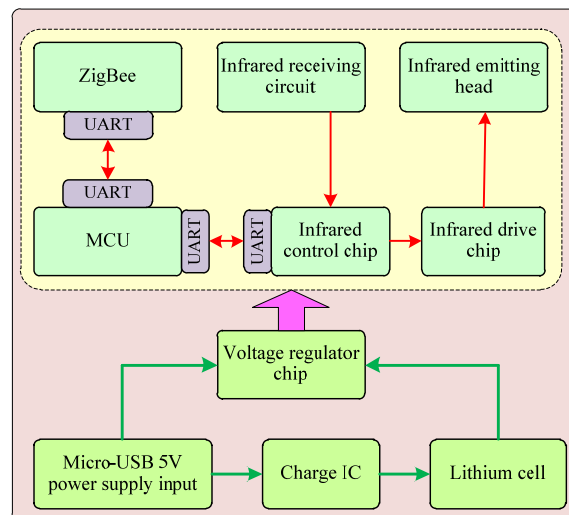 ZigBee
UART
UART
MCU
UART
UART
Infrared receiving
circuit
Infrared emitting
head
Infrared
control chip
Infrared drive
chip
Voltage regulator
chip
Micro-USB 5V
power supply input
Charge IC
Lithium cell